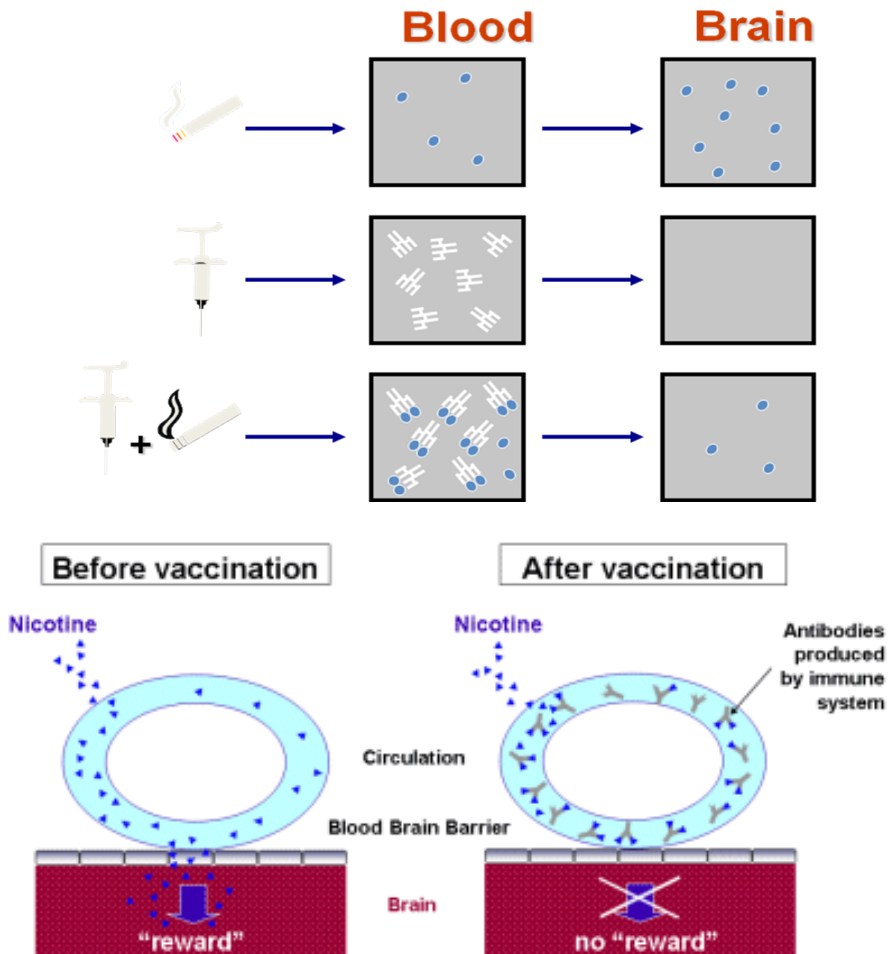 Blood
Brain
+
Before vaccination
After vaccination
Nicotine
Nicotine
Antibodies
produced
by immune
system
Circulation
Blood Brain Barrier
Brain
“reward”
no “reward”